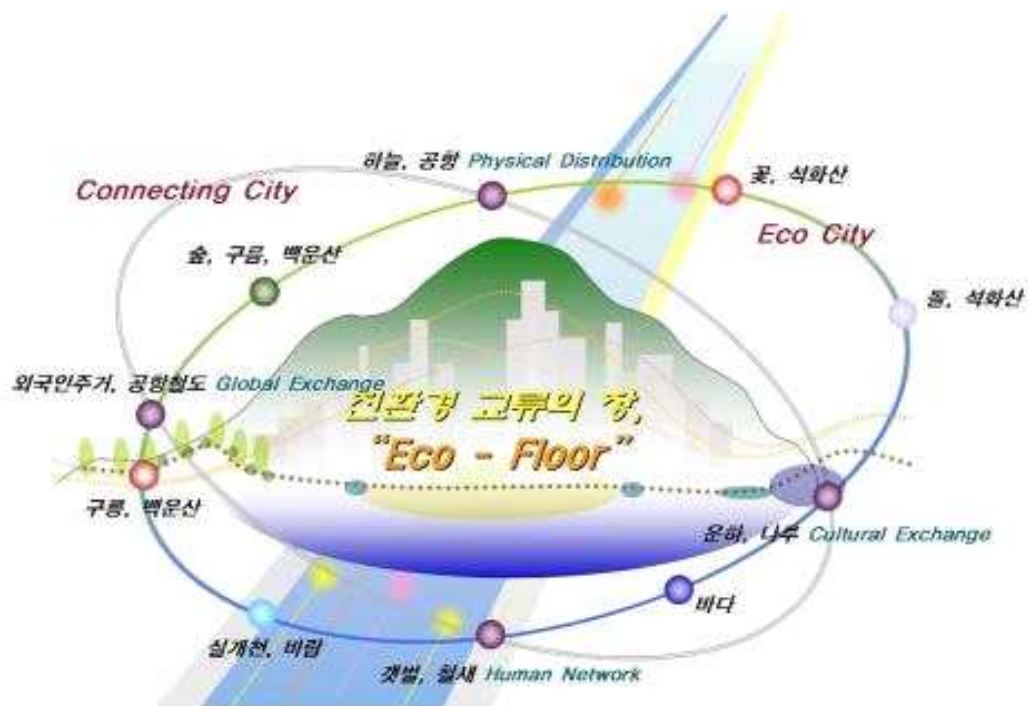 하늘, 공항 Physical Distribution
꽃, 석화산
Connecting City
Eco City
숲, 구름, 백운산
돌, 석화산
외국인주거, 공항철도 Global Exchange
친환경 교류의 장,
“Eco - Floor”
구릉, 백운산
운하, 나루 Cultural Exchange
바다
실개천, 바람
갯벌, 철새 Human Network